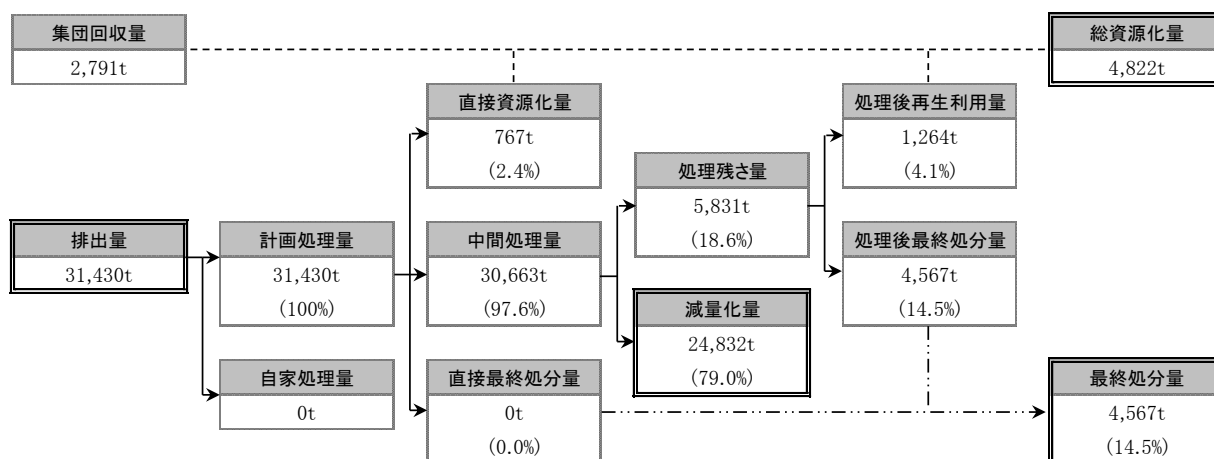 集団回収量
2,791t
総資源化量
4,822t
直接資源化量
767t
(2.4%)
処理後再生利用量
1,264t
(4.1%)
処理残さ量
5,831t
(18.6%)
排出量
31,430t
計画処理量
31,430t
(100%)
中間処理量
30,663t
(97.6%)
処理後最終処分量
4,567t
(14.5%)
減量化量
24,832t
(79.0%)
自家処理量
0t
直接最終処分量
0t
(0.0%)
最終処分量
4,567t
(14.5%)